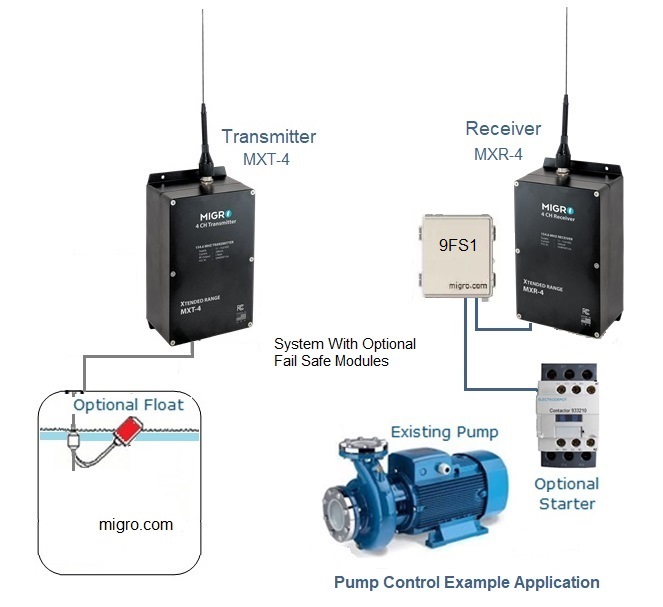 Transmitter
MXT-4
MIGRO
4 CH Transmitter
XTENDED RANGE
MXT-4
Receiver
MXR-4
MIGRO
4 CH Receiver
XTENDED RANGE
MXR-4
9FS1
migro.com
System With Optional
Fail Safe Modules
Optional Float
migro.com
Existing Pump
Contactor 933210
Optional
Starter
Pump Control Example Application